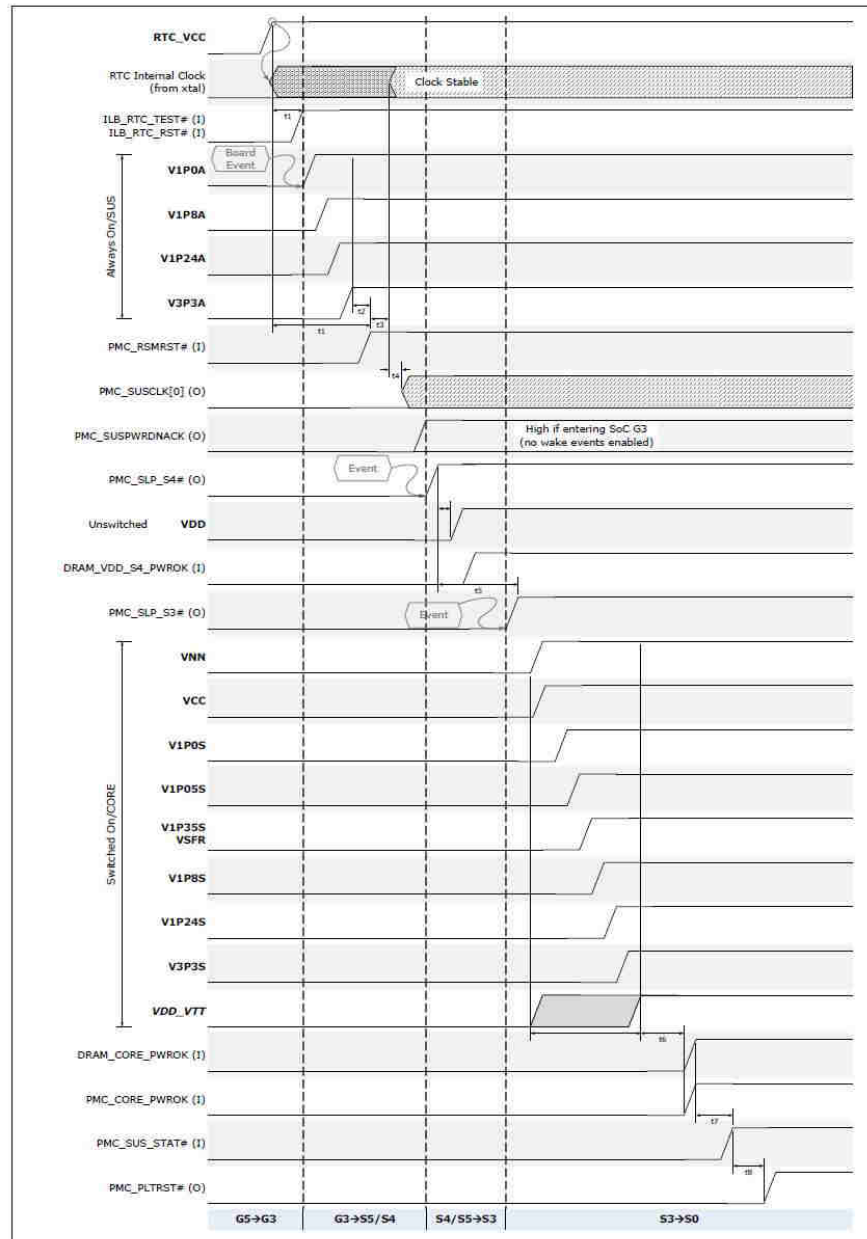 RTC_VCC
RTC Internal Clock
(from xtal)
Clock Stable
t1
ILB_RTC_TEST# (I)
ILB_RTC_RST# (I)
Board
Event
V1P0A
V1P8A
Always On/SUS
V1P24A
V3P3A
t2
t1
t3
PMC_RSMRST# (I)
t4
PMC_SUSCLK[0] (O)
PMC_SUSPWRDNACK (O)
High if entering SoC G3
(no wake events enabled)
Event
PMC_SLP_S4# (O)
Unswitched VDD
DRAM_VDD_S4_PWROK (I)
t5
PMC_SLP_S3# (O)
Event
VNN
VCC
V1P0S
V1P05S
V1P35S
VSFR
Switched On/CORE
V1P8S
V1P24S
V3P3S
VDD_VTT
t6
DRAM_CORE_PWROK (I)
PMC_CORE_PWROK (I)
t7
PMC_SUS_STAT# (I)
t8
PMC_PLTRST# (O)
G5→G3 G3→S5/S4 S4/S5→S3 S3→S0